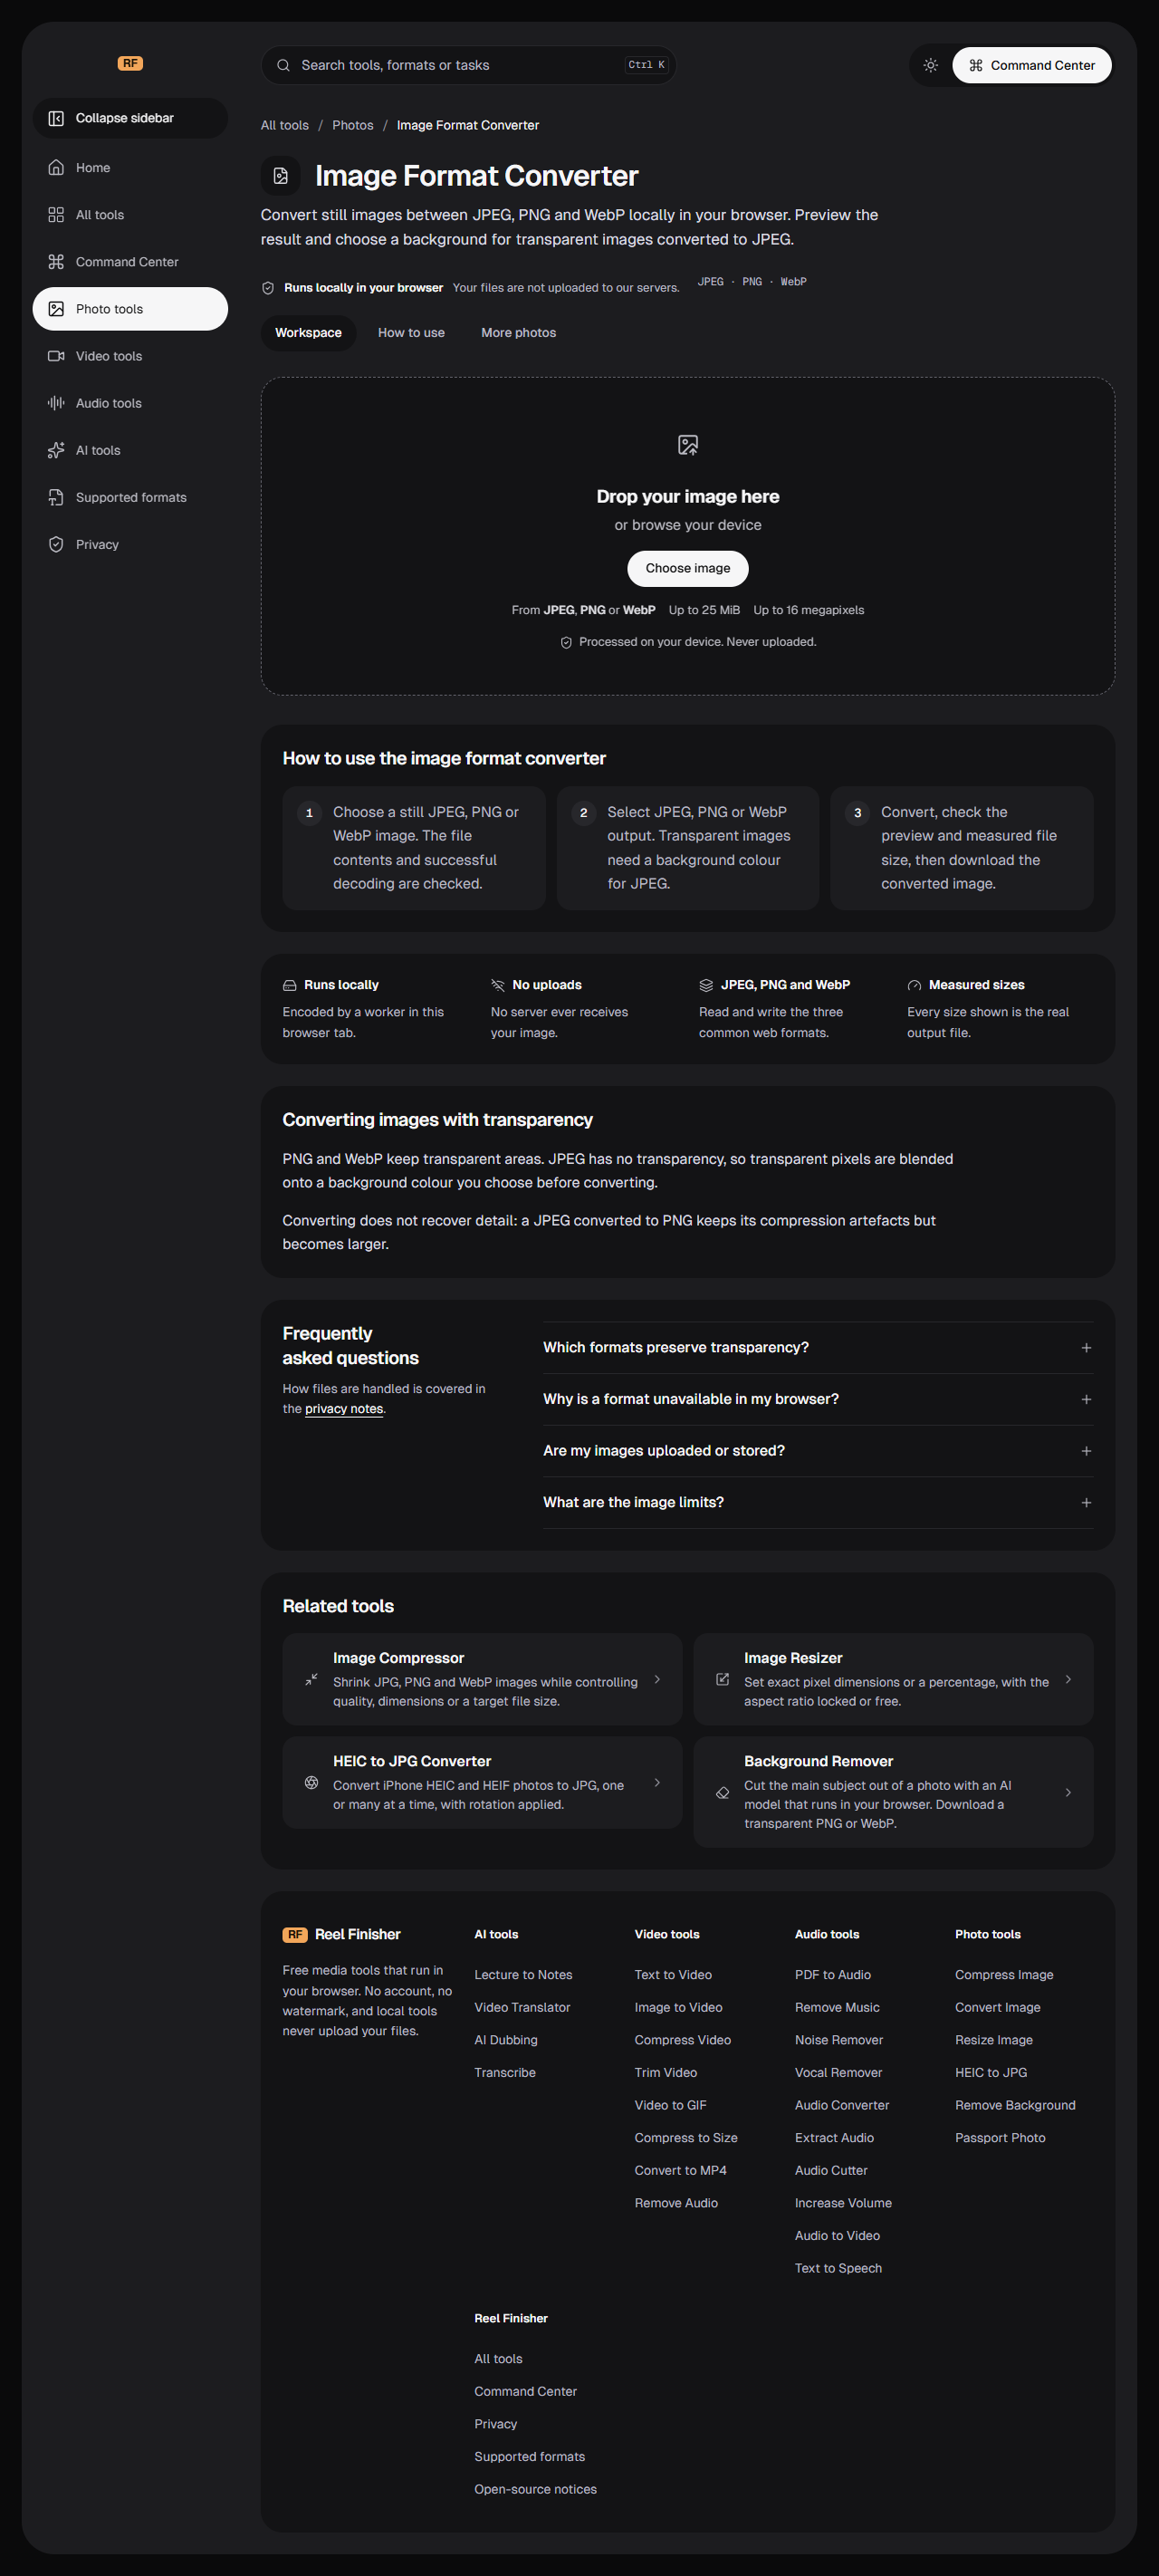 RF
Search tools, formats or tasks
Ctrl K
Command Center
Collapse sidebar
Home
All tools
Command Center
Photo tools
Video tools
Audio tools
AI tools
Supported formats
Privacy
All tools / Photos / Image Format Converter
Image Format Converter
Convert still images between JPEG, PNG and WebP locally in your browser. Preview the
result and choose a background for transparent images converted to JPEG.
Runs locally in your browser Your files are not uploaded to our servers. JPEG · PNG · WebP
Workspace How to use More photos
Drop your image here
or browse your device
Choose image
From JPEG, PNG or WebP Up to 25 MiB Up to 16 megapixels
Processed on your device. Never uploaded.
How to use the image format converter
1
Choose a still JPEG, PNG or
WebP image. The file
contents and successful
decoding are checked.
2
Select JPEG, PNG or WebP
output. Transparent images
need a background colour
for JPEG.
3
Convert, check the
preview and measured file
size, then download the
converted image.
Runs locally
Encoded by a worker in this
browser tab.
No uploads
No server ever receives
your image.
JPEG, PNG and WebP
Read and write the three
common web formats.
Measured sizes
Every size shown is the real
output file.
Converting images with transparency
PNG and WebP keep transparent areas. JPEG has no transparency, so transparent pixels are blended
onto a background colour you choose before converting.
Converting does not recover detail: a JPEG converted to PNG keeps its compression artefacts but
becomes larger.
Frequently
asked questions
How files are handled is covered in
the privacy notes.
Which formats preserve transparency?
Why is a format unavailable in my browser?
Are my images uploaded or stored?
What are the image limits?
Related tools
Image Compressor
Shrink JPG, PNG and WebP images while controlling
quality, dimensions or a target file size.
Image Resizer
Set exact pixel dimensions or a percentage, with the
aspect ratio locked or free.
HEIC to JPG Converter
Convert iPhone HEIC and HEIF photos to JPG, one
or many at a time, with rotation applied.
Background Remover
Cut the main subject out of a photo with an AI
model that runs in your browser. Download a
transparent PNG or WebP.
RF Reel Finisher
Free media tools that run in
your browser. No account, no
watermark, and local tools
never upload your files.
AI tools
Lecture to Notes
Video Translator
AI Dubbing
Transcribe
Video tools
Text to Video
Image to Video
Compress Video
Trim Video
Video to GIF
Compress to Size
Convert to MP4
Remove Audio
Audio tools
PDF to Audio
Remove Music
Noise Remover
Vocal Remover
Audio Converter
Extract Audio
Audio Cutter
Increase Volume
Audio to Video
Text to Speech
Photo tools
Compress Image
Convert Image
Resize Image
HEIC to JPG
Remove Background
Passport Photo
Reel Finisher
All tools
Command Center
Privacy
Supported formats
Open-source notices